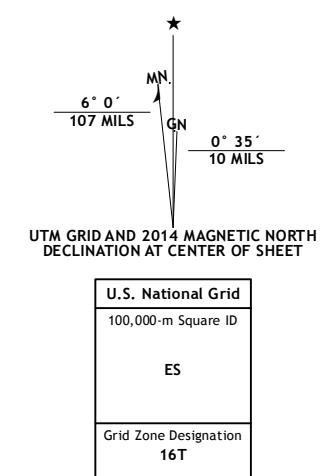 MN.
6° 0´
107 MILS
GN
0° 35´
10 MILS
UTM GRID AND 2014 MAGNETIC NORTH
DECLINATION AT CENTER OF SHEET
U.S. National Grid
100,000-m Square ID
ES
Grid Zone Designation
16T